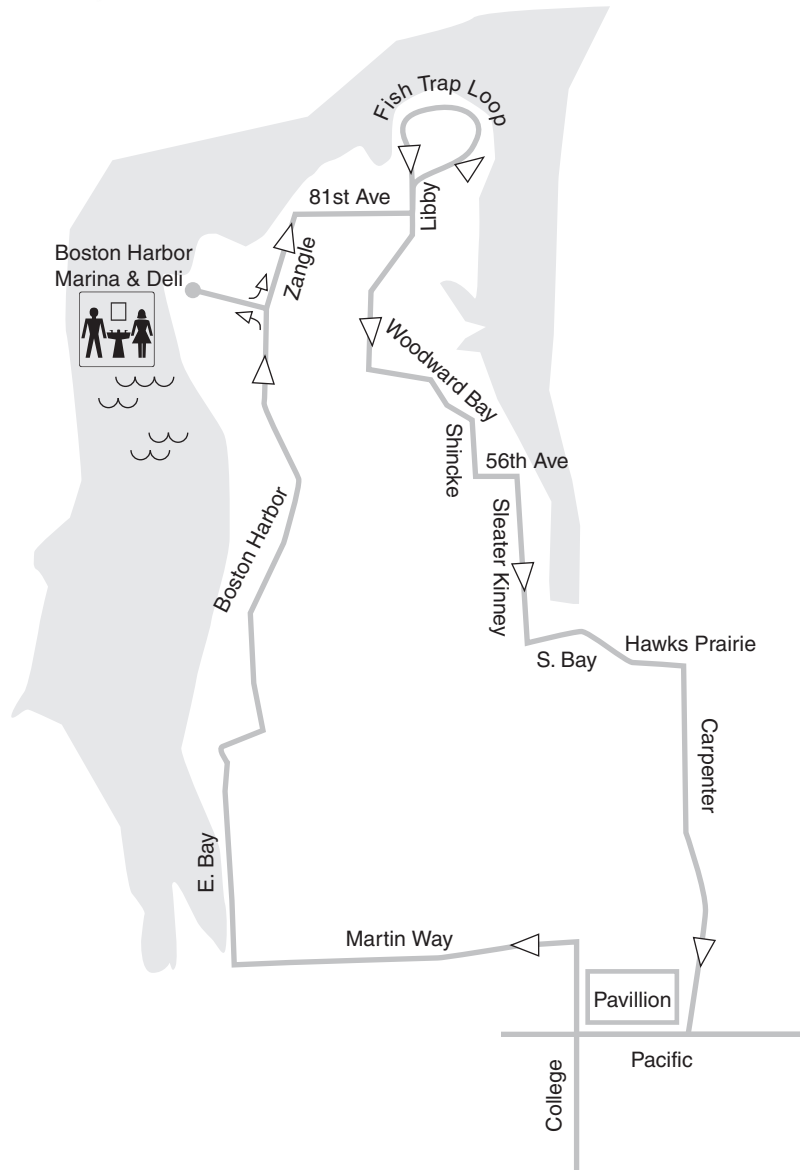 Fish Trap Loop
81st Ave
Libby
Boston Harbor
Marina & Deli
Zangle
Woodward Bay
Shincke
56th Ave
Boston Harbor
Sleater Kinney
S. Bay
Hawks Prairie
Carpenter
E. Bay
Martin Way
Pavillion
Pacific
College